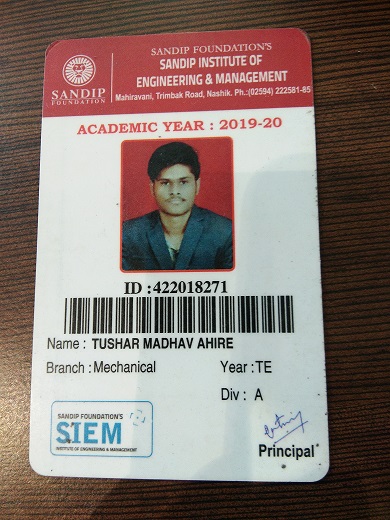 SANDIP
FOUNDATION
SANDIP FOUNDATION'S
SANDIP INSTITUTE OF
ENGINEERING & MANAGEMENT
Mahiravani, Trimbak Road, Nashik. Ph.:(02594) 222581-85
ACADEMIC YEAR : 2019-20
ID :422018271
Name : TUSHAR MADHAV AHIRE
Branch : Mechanical Year : TE
Div : A
SANDIP FOUNDATION'S
SIEM
INSTITUTE OF ENGINEERING & MANAGEMENT
Principal